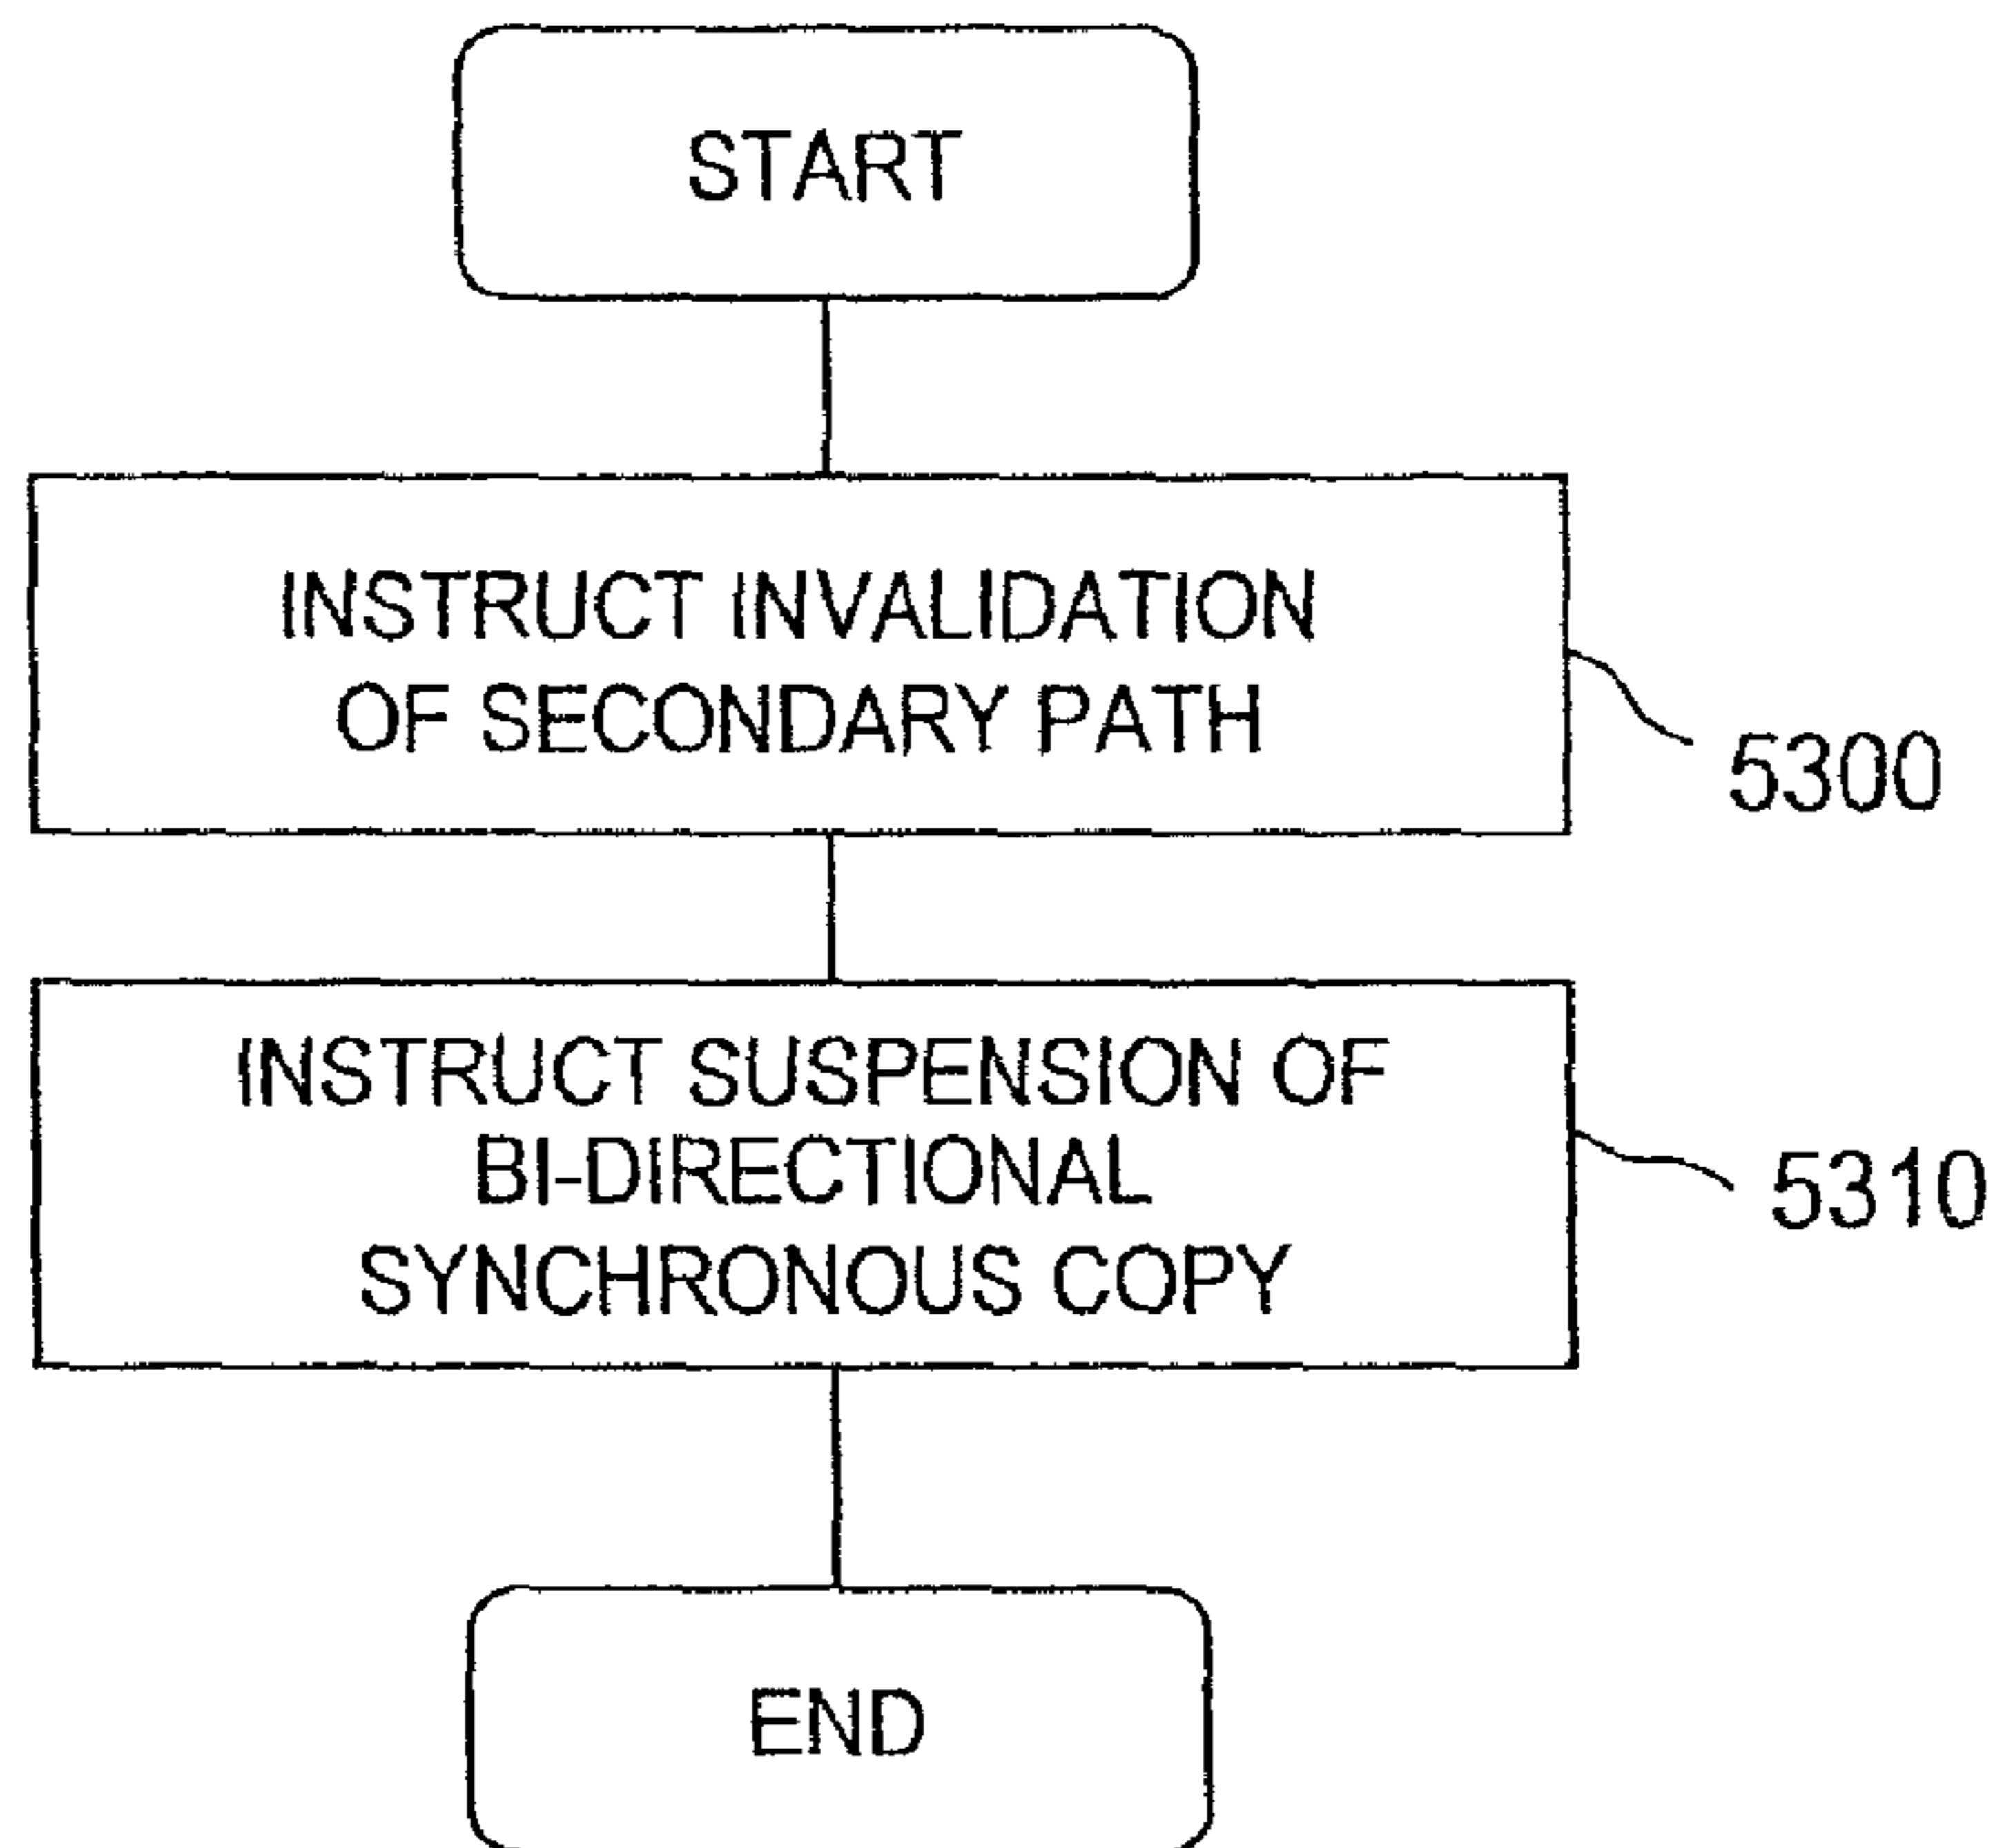 START
INSTRUCT INVALIDATION
OF SECONDARY PATH
5300
INSTRUCT SUSPENSION OF
BI-DIRECTIONAL
SYNCHRONOUS COPY
5310
END